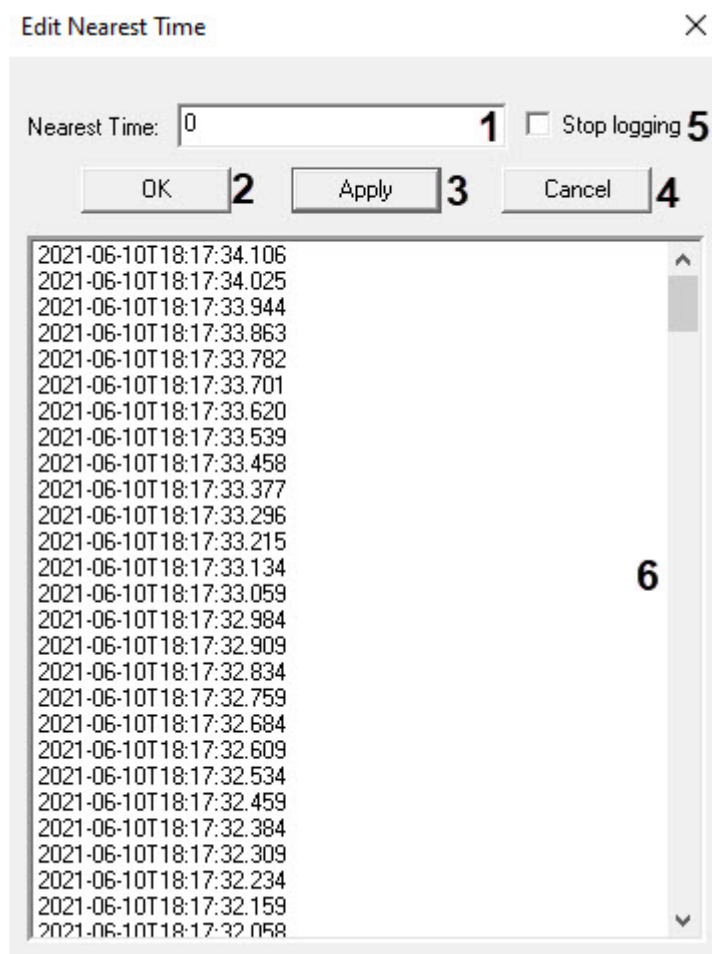 Edit Nearest Time
Nearest Time: 0 1 Stop logging 5
OK 2 Apply 3 Cancel 4
2021-06-10T18:17:34.106
2021-06-10T18:17:34.025
2021-06-10T18:17:33.944
2021-06-10T18:17:33.863
2021-06-10T18:17:33.782
2021-06-10T18:17:33.701
2021-06-10T18:17:33.620
2021-06-10T18:17:33.539
2021-06-10T18:17:33.458
2021-06-10T18:17:33.377
2021-06-10T18:17:33.296
2021-06-10T18:17:33.215
2021-06-10T18:17:33.134
6
2021-06-10T18:17:33.059
2021-06-10T18:17:32.984
2021-06-10T18:17:32.909
2021-06-10T18:17:32.834
2021-06-10T18:17:32.759
2021-06-10T18:17:32.684
2021-06-10T18:17:32.609
2021-06-10T18:17:32.534
2021-06-10T18:17:32.459
2021-06-10T18:17:32.384
2021-06-10T18:17:32.309
2021-06-10T18:17:32.234
2021-06-10T18:17:32.159
2021-06-10T18:17:32.058